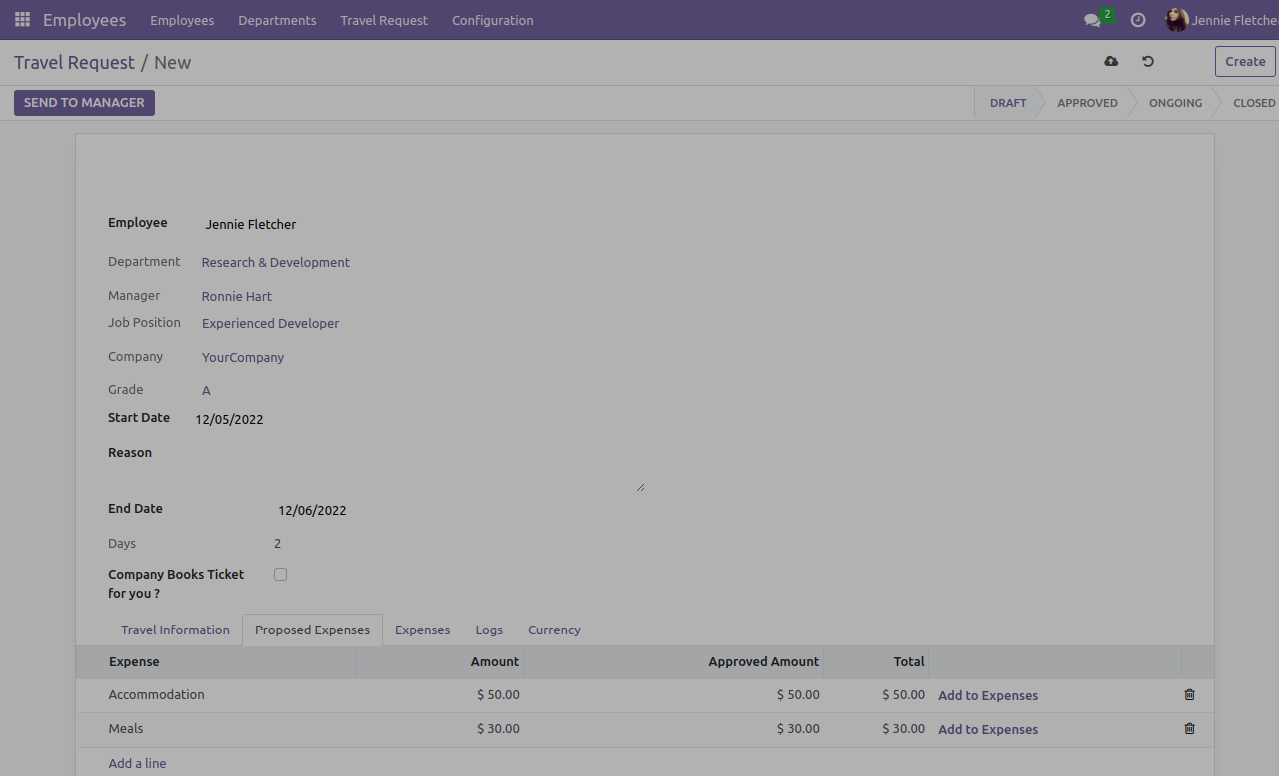 Employees Employees Departments Travel Request Configuration 2 Jennie Fletcher
Travel Request / New Create
SEND TO MANAGER DRAFT APPROVED ONGOING CLOSED
Employee Jennie Fletcher
Department Research & Development
Manager Ronnie Hart
Job Position Experienced Developer
Company YourCompany
Grade A
Start Date 12/05/2022
Reason
End Date 12/06/2022
Days 2
Company Books Ticket
for you ?
Travel Information Proposed Expenses Expenses Logs Currency
Expense Amount Approved Amount Total
Accommodation $ 50.00 $ 50.00 $ 50.00 Add to Expenses
Meals $ 30.00 $ 30.00 $ 30.00 Add to Expenses
Add a line